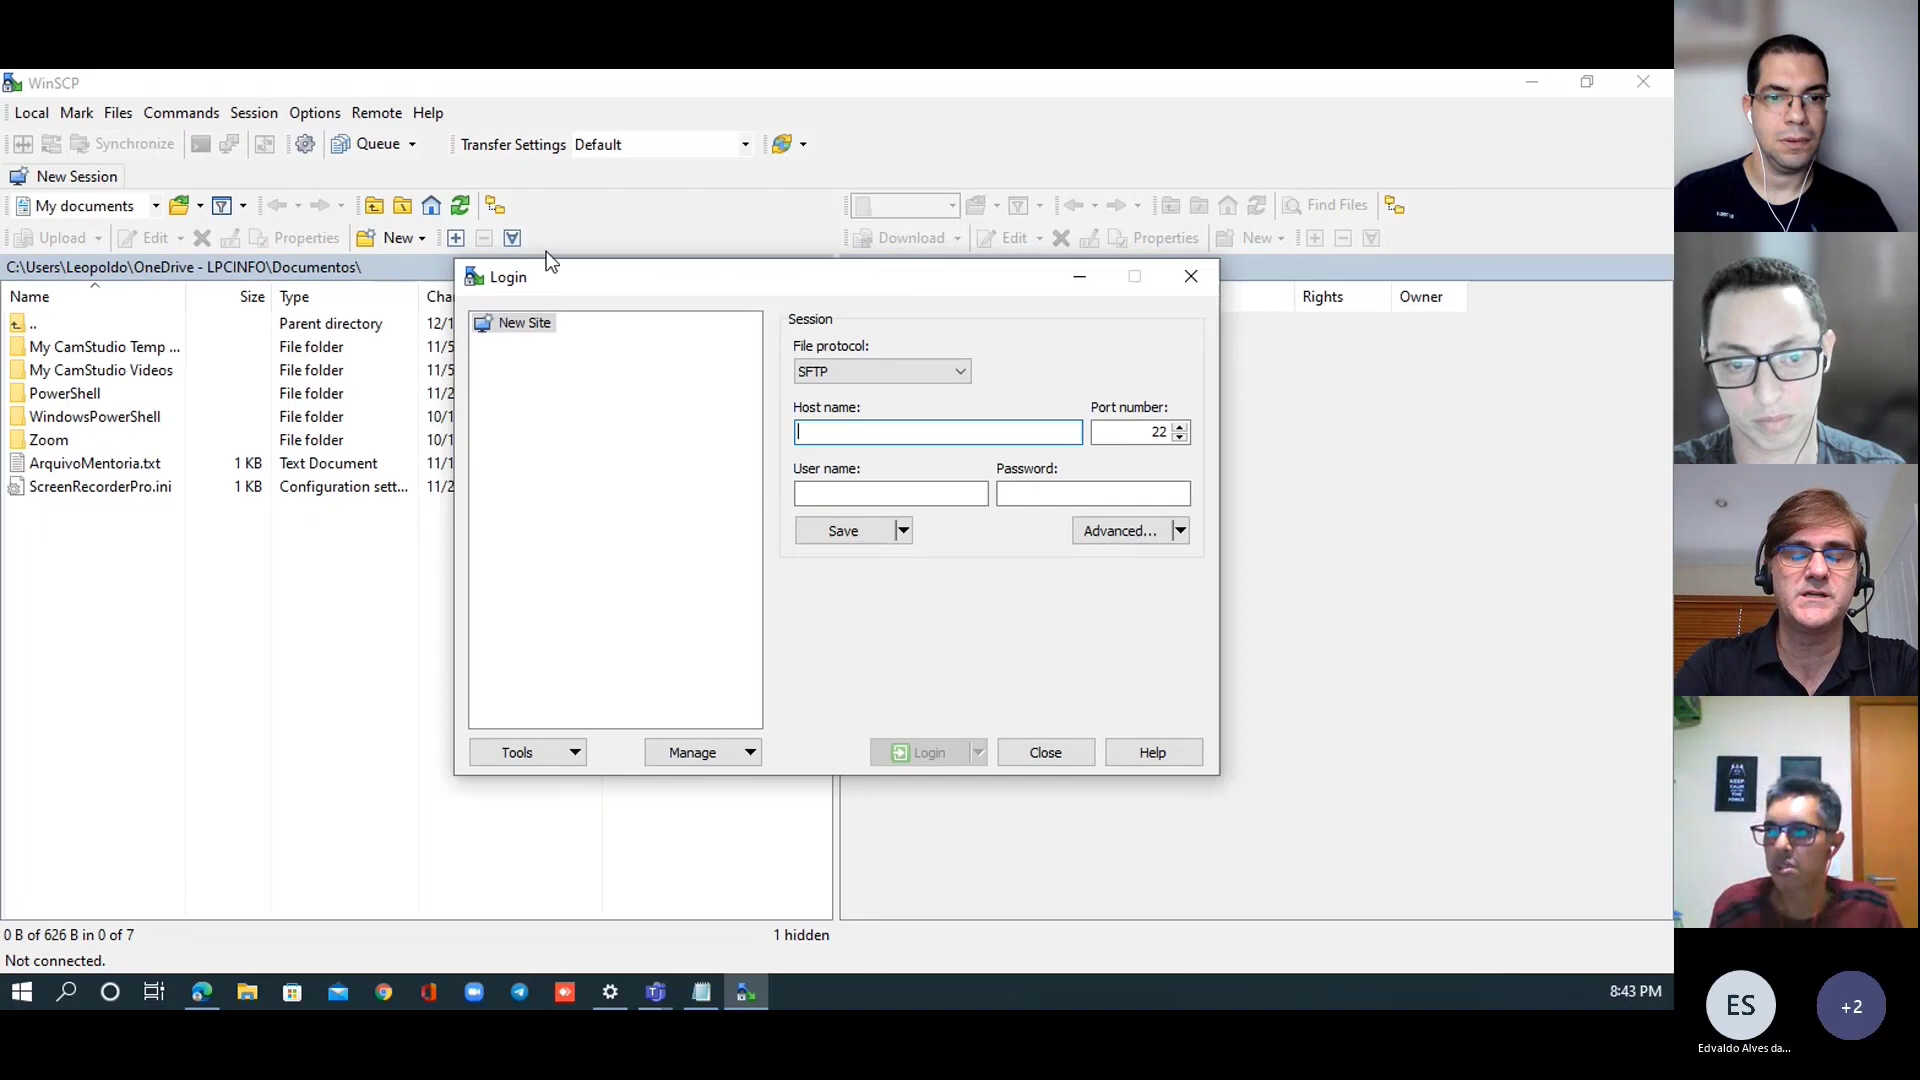 WinSCP
Local Mark Files Commands Session Options Remote Help
Synchronize Queue Transfer Settings Default
New Session
My documents Find Files
Upload Edit Properties New Download Edit Properties New
C:\Users\Leopoldo\OneDrive - LPCINFO\Documentos\
Name Size Type Cha Rights Owner
.. Parent directory 12/1
My CamStudio Temp ... File folder 11/5
My CamStudio Videos File folder 11/5
PowerShell File folder 11/2
WindowsPowerShell File folder 10/1
Zoom File folder 10/1
ArquivoMentoria.txt 1 KB Text Document 11/1
ScreenRecorderPro.ini 1 KB Configuration sett... 11/2
Login
New Site
Session
File protocol:
SFTP
Host name: Port number:
22
User name: Password:
Save Advanced...
Tools Manage Login Close Help
0 B of 626 B in 0 of 7 1 hidden
Not connected.
8:43 PM
KEEP
CALM
THE
FORCE
ES +2
Edvaldo Alves da...